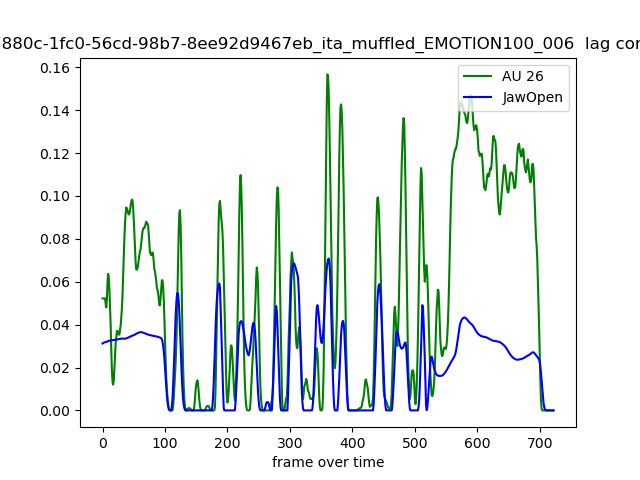 880c-1fc0-56cd-98b7-8ee92d9467eb_ita_muffled_EMOTION100_006 lag
AU 26
JawOpen
0.16
0.14
0.12
0.10
0.08
0.06
0.04
0.02
0.00
0 100 200 300 400 500 600 700
frame over time